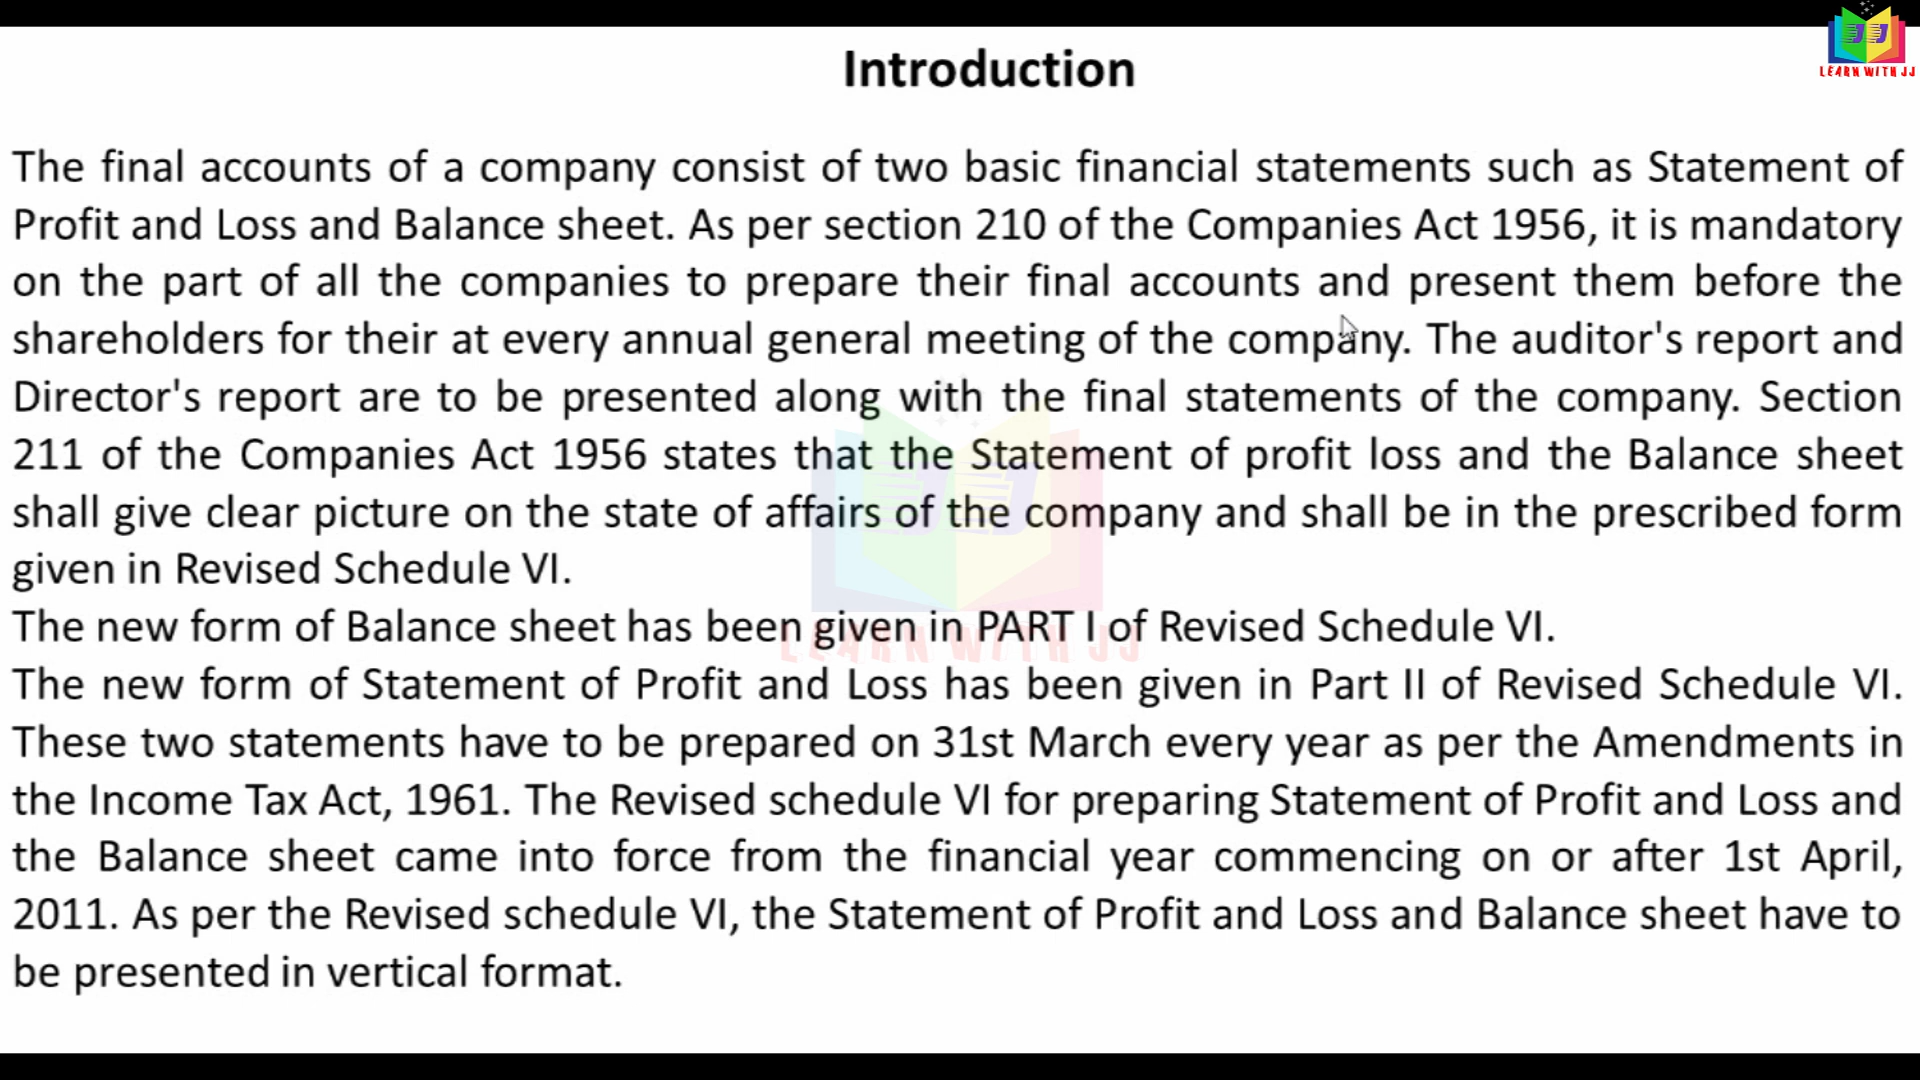 LEARN WITH JJ
Introduction
The final accounts of a company consist of two basic financial statements such as Statement of
Profit and Loss and Balance sheet. As per section 210 of the Companies Act 1956, it is mandatory
on the part of all the companies to prepare their final accounts and present them before the
shareholders for their at every annual general meeting of the company. The auditor's report and
Director's report are to be presented along with the final statements of the company. Section
211 of the Companies Act 1956 states that the Statement of profit loss and the Balance sheet
shall give clear picture on the state of affairs of the company and shall be in the prescribed form
given in Revised Schedule VI.
The new form of Balance sheet has been given in PART I of Revised Schedule VI.
The new form of Statement of Profit and Loss has been given in Part II of Revised Schedule VI.
These two statements have to be prepared on 31st March every year as per the Amendments in
the Income Tax Act, 1961. The Revised schedule VI for preparing Statement of Profit and Loss and
the Balance sheet came into force from the financial year commencing on or after 1st April,
2011. As per the Revised schedule VI, the Statement of Profit and Loss and Balance sheet have to
be presented in vertical format.
LEARN WITH JJ